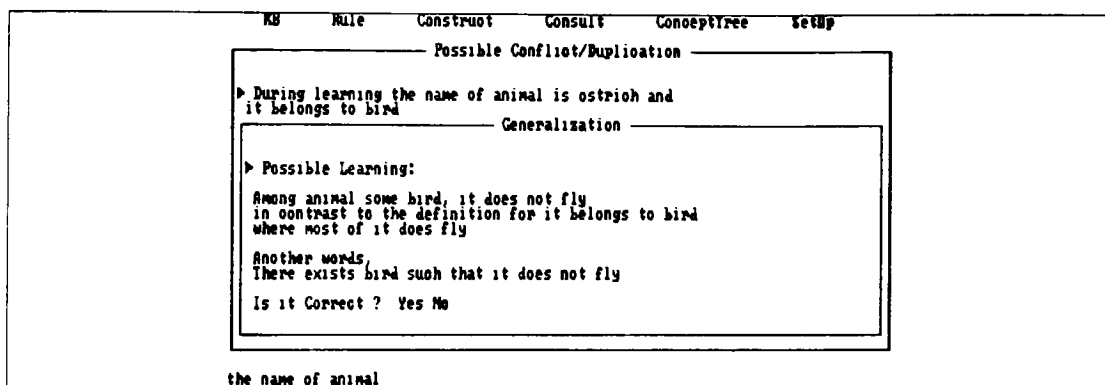 KB Rule Construct Consult ConceptTree SetUp
Possible Conflict/Duplication
During learning the name of animal is ostrich and
it belongs to bird
Generalization
Possible Learning:
Among animal some bird, it does not fly
in contrast to the definition for it belongs to bird
where most of it does fly
Another words,
There exists bird such that it does not fly
Is it Correct ? Yes No
the name of animal